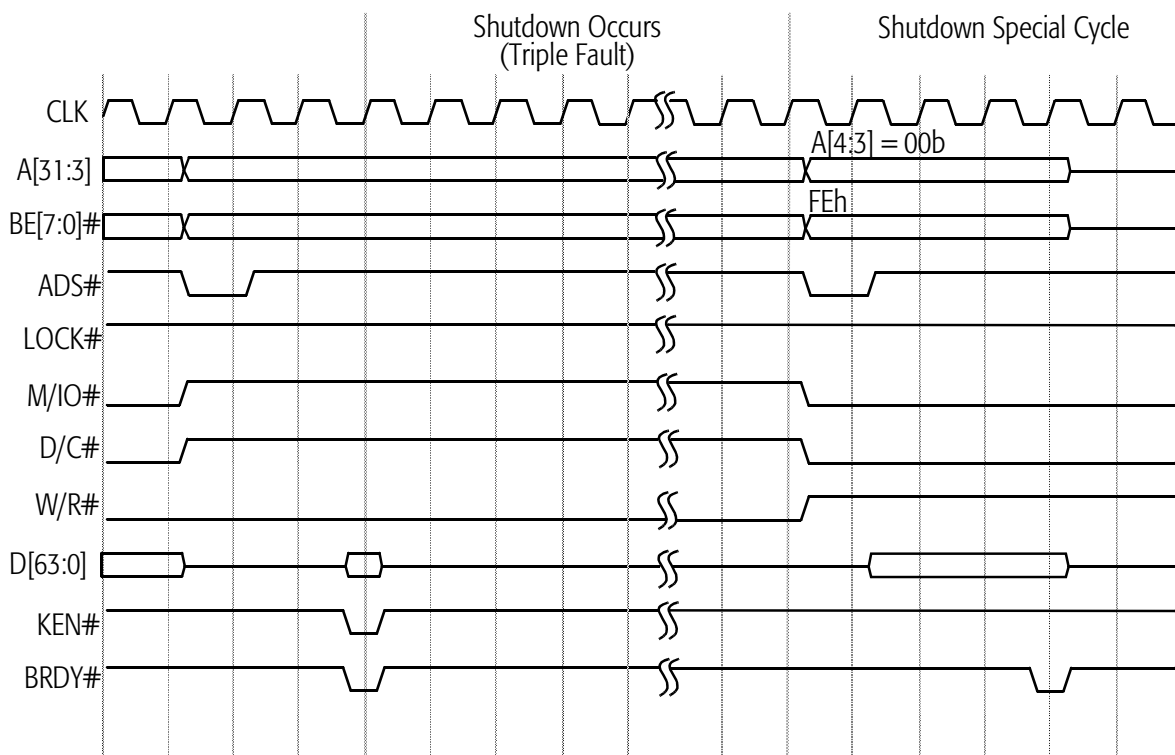 Shutdown Occurs
(Triple Fault)
Shutdown Special Cycle
CLK
A[4:3] = 00b
A[31:3]
FEh
BE[7:0]#
ADS#
LOCK#
M/IO#
D/C#
W/R#
D[63:0]
KEN#
BRDY#